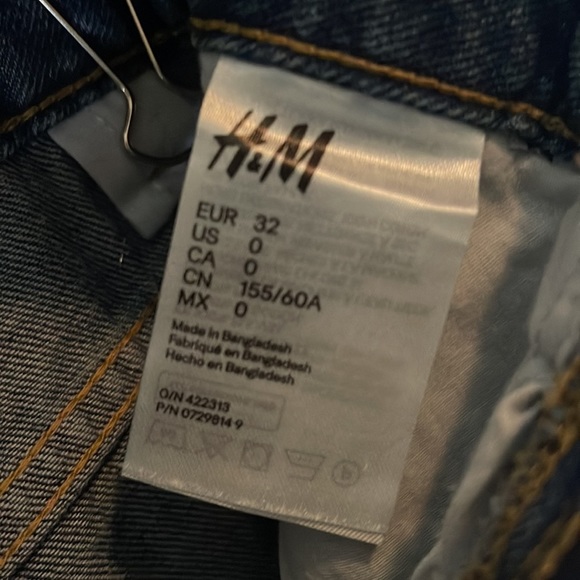 H&M
EUR 32
US 0
CA 0
CN 155/60A
MX 0
Made in Bangladesh
Fabriqué en Bangladesh
Hecho en Bangladesh
O/N 422313
P/N 0729814 9